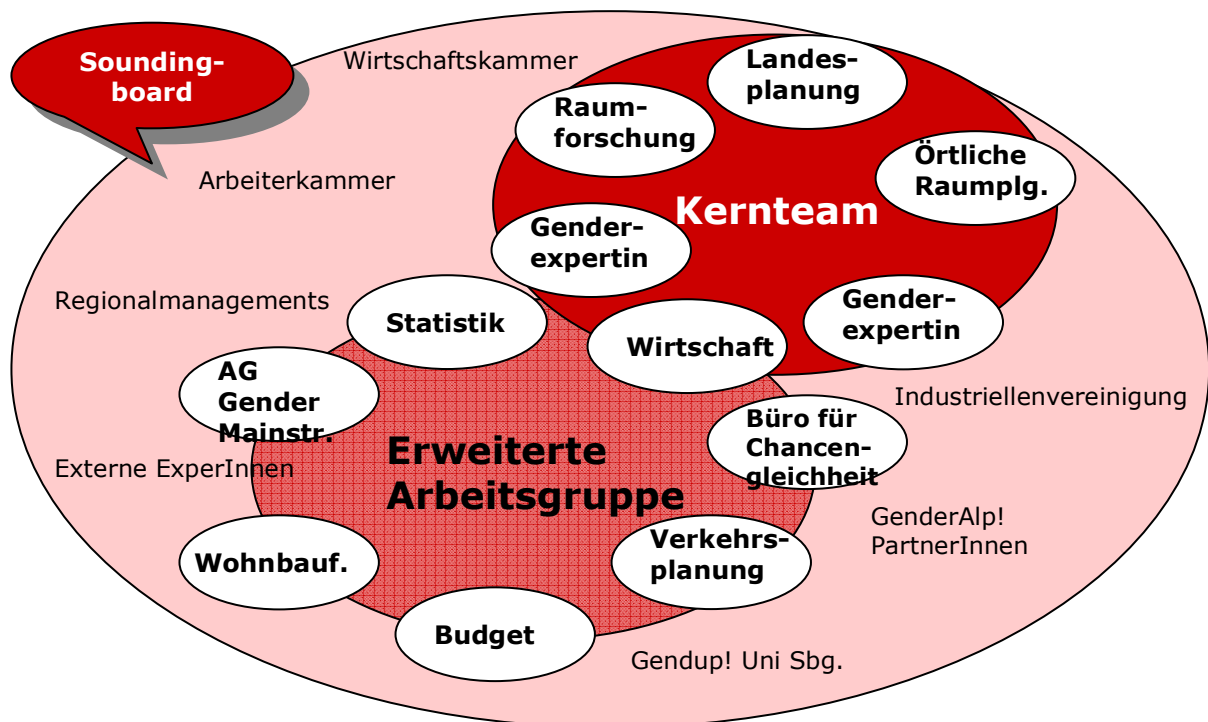 Sounding-
board
Wirtschaftskammer
Landes-
planung
Raum-
forschung
Örtliche
Raumplg.
Arbeiterkammer
Kernteam
Gender-
expertin
Regionalmanagements
Statistik
Gender-
expertin
Wirtschaft
AG
Gender
Mainstr.
Industriellenvereinigung
Büro für
Chancen-
gleichheit
Erweiterte
Arbeitsgruppe
Externe ExperInnen
GenderAlp!
PartnerInnen
Verkehrs-
planung
Wohnbauf.
Budget
Gendup! Uni Sbg.